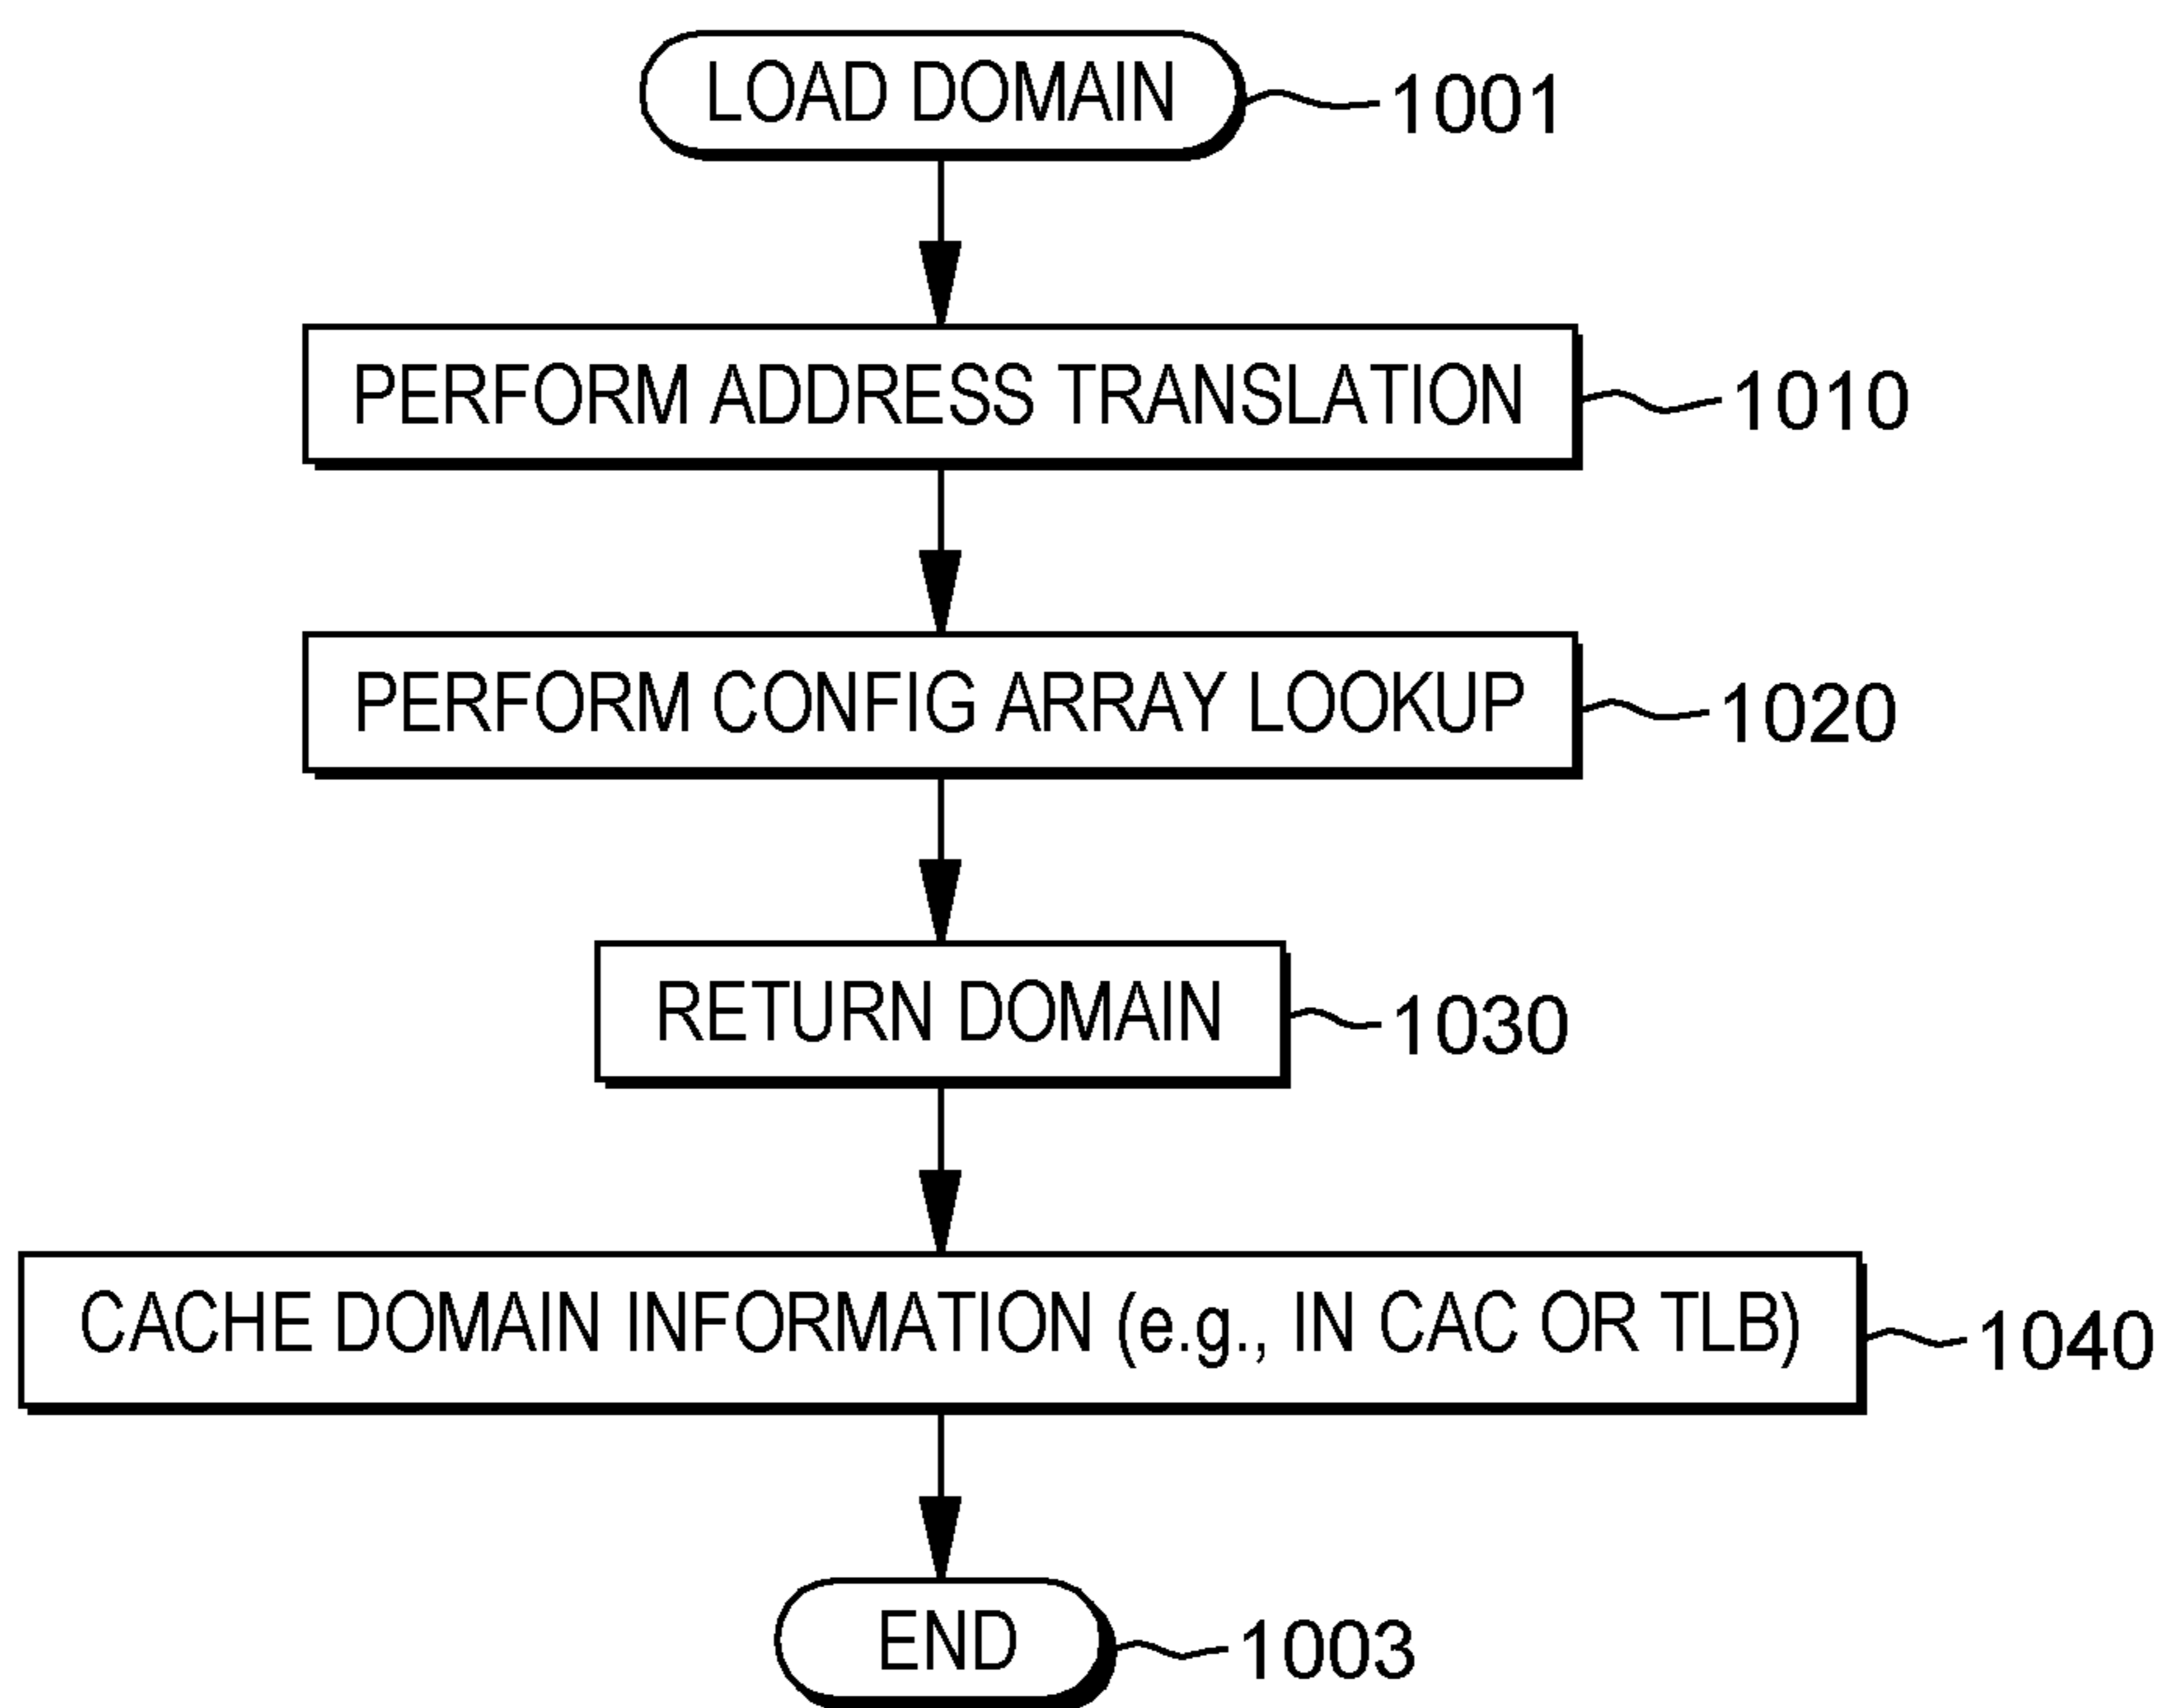 LOAD DOMAIN
1001
PERFORM ADDRESS TRANSLATION
1010
PERFORM CONFIG ARRAY LOOKUP
1020
RETURN DOMAIN
1030
CACHE DOMAIN INFORMATION (e.g., IN CAC OR TLB)
1040
END
1003